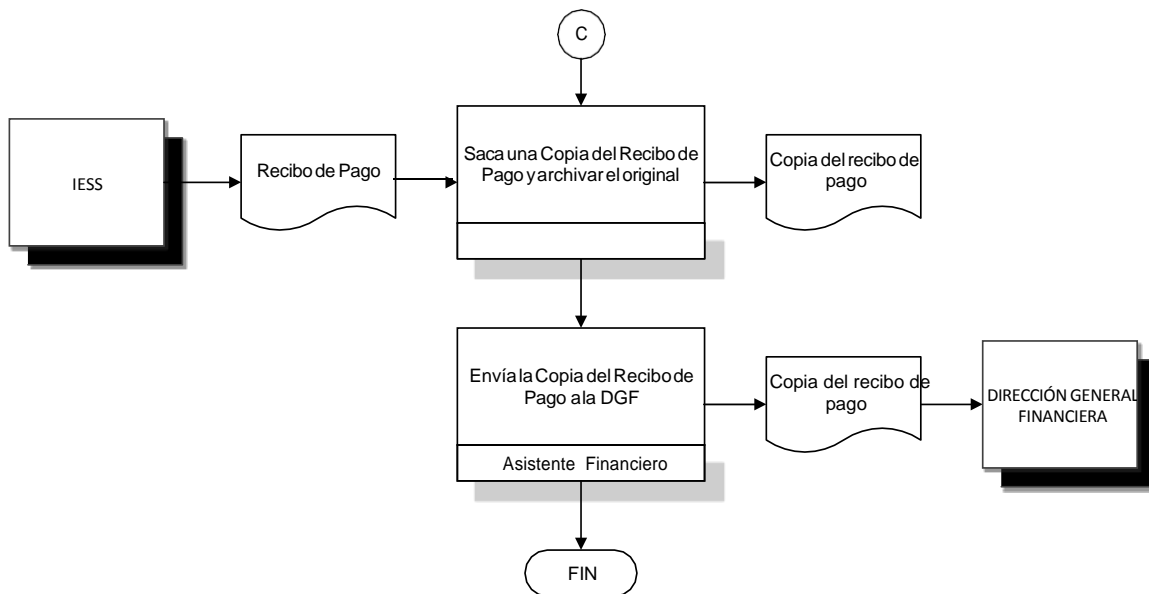 C
IESS
Recibo de Pago
Saca una Copia del Recibo de
Pago y archivar el original
Copia del recibo de
pago
Envía la Copia del Recibo de
Pago a la DGF
Asistente Financiero
Copia del recibo de
pago
DIRECCIÓN GENERAL
FINANCIERA
FIN